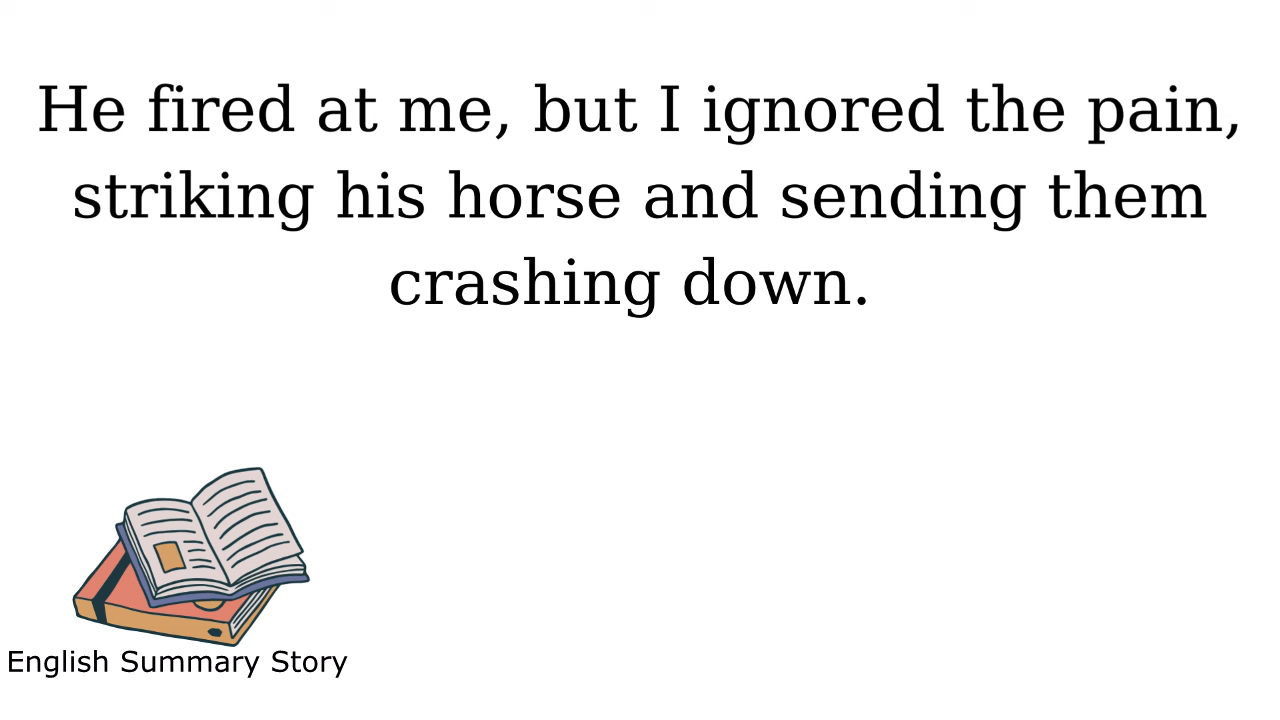 He fired at me, but I ignored the pain,
striking his horse and sending them
crashing down.
English Summary Story